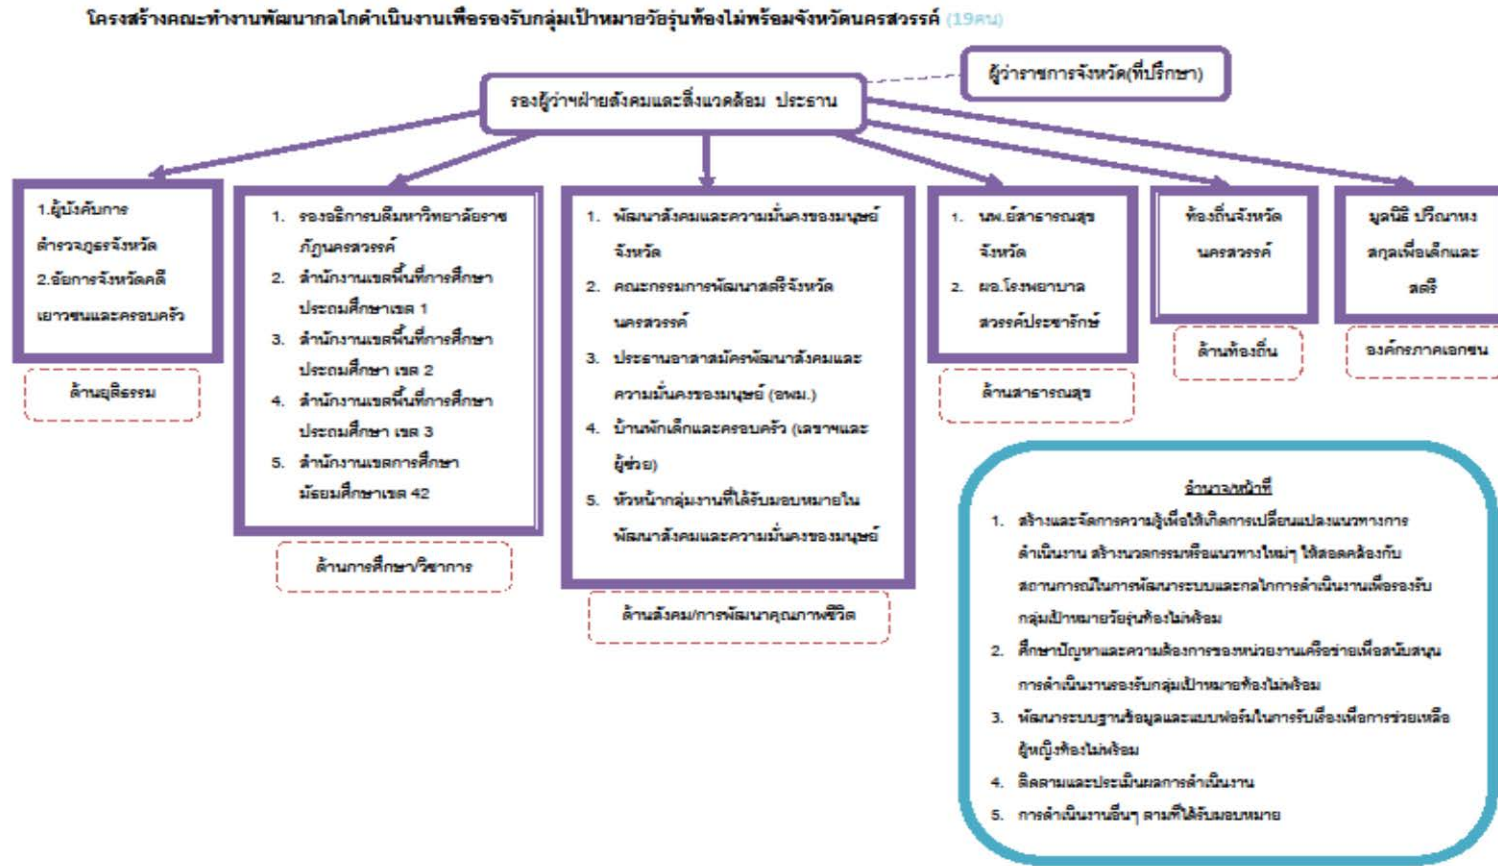 โครงสร้างคณะทำงานพัฒนากลไกดำเนินงานเพื่อรองรับกลุ่มเป้าหมายวัยรุ่นท้องไม่พร้อมจังหวัดนครสวรรค์ (19คน)
ผู้ว่าราชการจังหวัด(ที่ปรึกษา)
รองผู้ว่าฯฝ่ายสังคมและสิ่งแวดล้อม ประธาน
1.ผู้บังคับการ
ตำรวจภูธรจังหวัด
2.อัยการจังหวัดคดี
เยาวชนและครอบครัว
ด้านยุติธรรม
1. รองอธิการบดีมหาวิทยาลัยราช
ภัฏนครสวรรค์
2. สำนักงานเขตพื้นที่การศึกษา
ประถมศึกษาเขต 1
3. สำนักงานเขตพื้นที่การศึกษา
ประถมศึกษา เขต 2
4. สำนักงานเขตพื้นที่การศึกษา
ประถมศึกษา เขต 3
5. สำนักงานเขตการศึกษา
มัธยมศึกษาเขต 42
ด้านการศึกษา/วิชาการ
1. พัฒนาสังคมและความมั่นคงของมนุษย์
จังหวัด
2. คณะกรรมการพัฒนาสตรีจังหวัด
นครสวรรค์
3. ประธานอาสาสมัครพัฒนาสังคมและ
ความมั่นคงของมนุษย์ (อพม.)
4. บ้านพักเด็กและครอบครัว (เลขาฯและ
ผู้ช่วย)
5. หัวหน้ากลุ่มงานที่ได้รับมอบหมายใน
พัฒนาสังคมและความมั่นคงของมนุษย์
ด้านสังคม/การพัฒนาคุณภาพชีวิต
1. นพ.ย์สาธารณสุข
จังหวัด
2. ผอ.โรงพยาบาล
สวรรค์ประชารักษ์
ด้านสาธารณสุข
ท้องถิ่นจังหวัด
นครสวรรค์
ด้านท้องถิ่น
มูลนิธิ ปวีณาหง
สกุลเพื่อเด็กและ
สตรี
องค์กรภาคเอกชน
อำนาจ/หน้าที่
1. สร้างและจัดการความรู้เพื่อให้เกิดการเปลี่ยนแปลงแนวทางการ
ดำเนินงาน สร้างนวตกรรมหรือแนวทางใหม่ๆ ให้สอดคล้องกับ
สถานการณ์ในการพัฒนาระบบและกลไกการดำเนินงานเพื่อรองรับ
กลุ่มเป้าหมายวัยรุ่นท้องไม่พร้อม
2. ศึกษาปัญหาและความต้องการของหน่วยงานเครือข่ายเพื่อสนับสนุน
การดำเนินงานรองรับกลุ่มเป้าหมายท้องไม่พร้อม
3. พัฒนาระบบฐานข้อมูลและแบบฟอร์มในการรับเรื่องเพื่อการช่วยเหลือ
ผู้หญิงท้องไม่พร้อม
4. ติดตามและประเมินผลการดำเนินงาน
5. การดำเนินงานอื่นๆ ตามที่ได้รับมอบหมาย